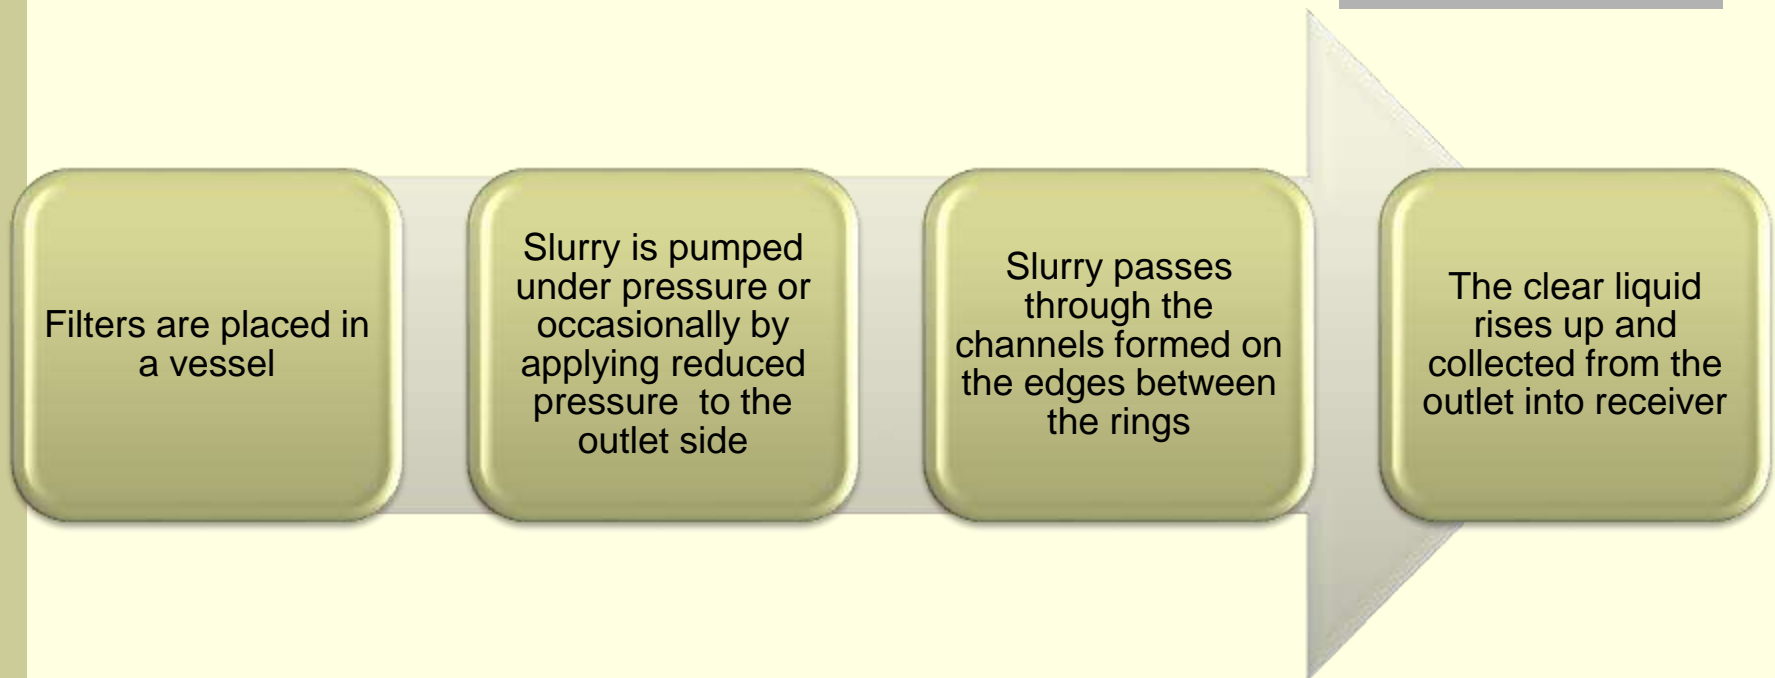 Filters are placed in
a vessel
Slurry is pumped
under pressure or
occasionally by
applying reduced
pressure  to the
outlet side
Slurry passes
through the
channels formed on
the edges between
the rings
The clear liquid
rises up and
collected from the
outlet into receiver